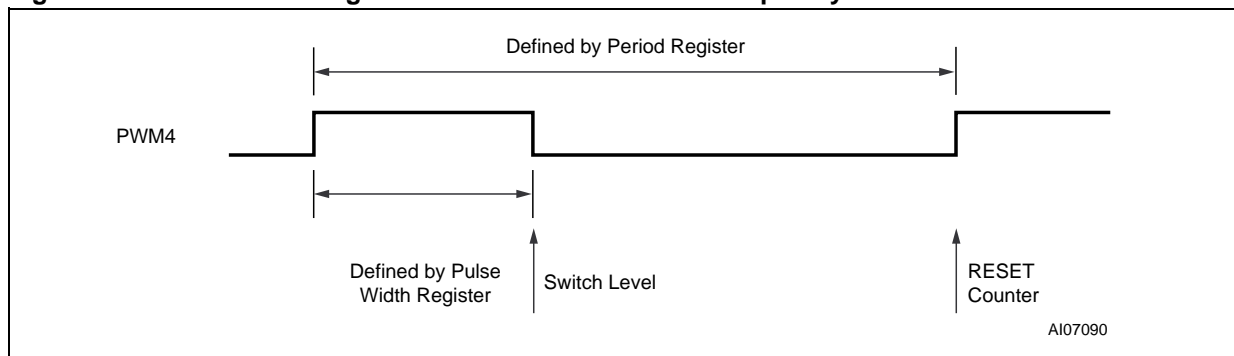 Defined by Period Register
PWM4
Defined by Pulse
Width Register
Switch Level
RESET
Counter
AI07090